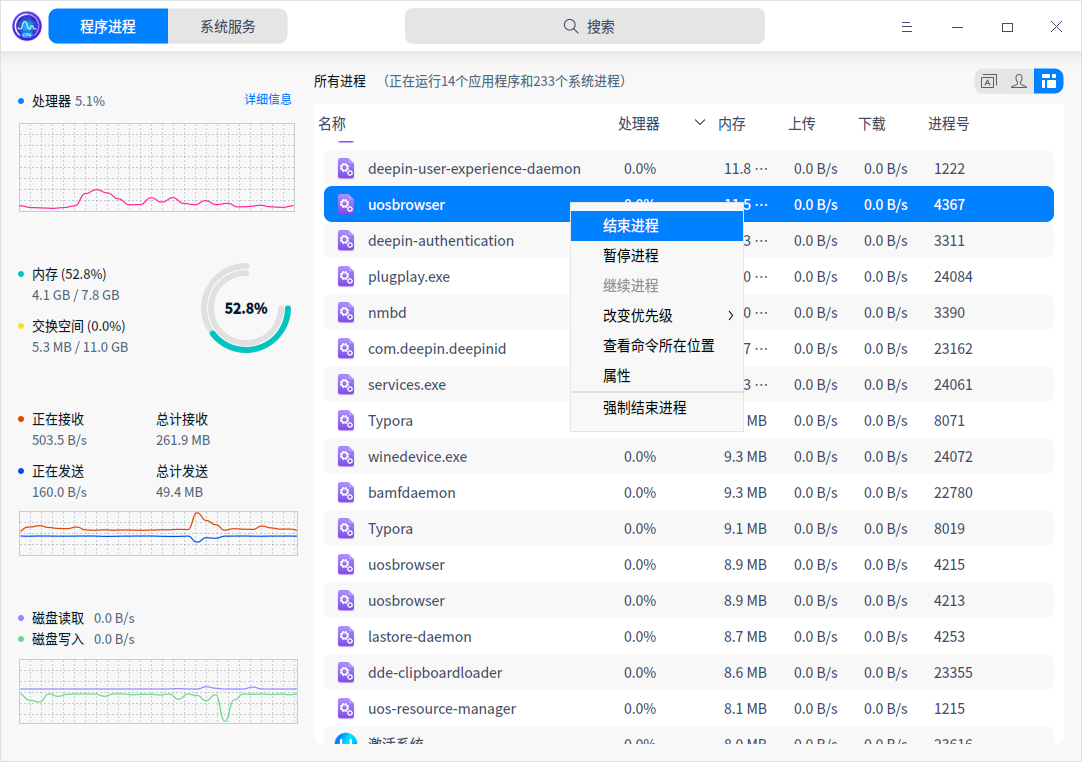 程序进程 系统服务 搜索
所有进程 （正在运行14个应用程序和233个系统进程）
处理器 5.1% 详细信息
内存 (52.8%)
4.1 GB / 7.8 GB
52.8%
交换空间 (0.0%)
5.3 MB / 11.0 GB
正在接收 总计接收
503.5 B/s 261.9 MB
正在发送 总计发送
160.0 B/s 49.4 MB
磁盘读取 0.0 B/s
磁盘写入 0.0 B/s
名称 处理器 内存 上传 下载 进程号
deepin-user-experience-daemon 0.0% 11.8 ··· 0.0 B/s 0.0 B/s 1222
uosbrowser 0.0% 11.5 ··· 0.0 B/s 0.0 B/s 4367
deepin-authentication 3 ··· 0.0 B/s 0.0 B/s 3311
plugplay.exe 0 ··· 0.0 B/s 0.0 B/s 24084
nmbd 0 ··· 0.0 B/s 0.0 B/s 3390
com.deepin.deepinid 7 ··· 0.0 B/s 0.0 B/s 23162
services.exe 3 ··· 0.0 B/s 0.0 B/s 24061
Typora MB 0.0 B/s 0.0 B/s 8071
winedevice.exe 0.0% 9.3 MB 0.0 B/s 0.0 B/s 24072
bamfdaemon 0.0% 9.3 MB 0.0 B/s 0.0 B/s 22780
Typora 0.0% 9.1 MB 0.0 B/s 0.0 B/s 8019
uosbrowser 0.0% 8.9 MB 0.0 B/s 0.0 B/s 4215
uosbrowser 0.0% 8.9 MB 0.0 B/s 0.0 B/s 4213
lastore-daemon 0.0% 8.7 MB 0.0 B/s 0.0 B/s 4253
dde-clipboardloader 0.0% 8.6 MB 0.0 B/s 0.0 B/s 23355
uos-resource-manager 0.0% 8.1 MB 0.0 B/s 0.0 B/s 1215
激活系统 0.0% 8.0 MB 0.0 B/s 0.0 B/s 23616
结束进程
暂停进程
继续进程
改变优先级
查看命令所在位置
属性
强制结束进程